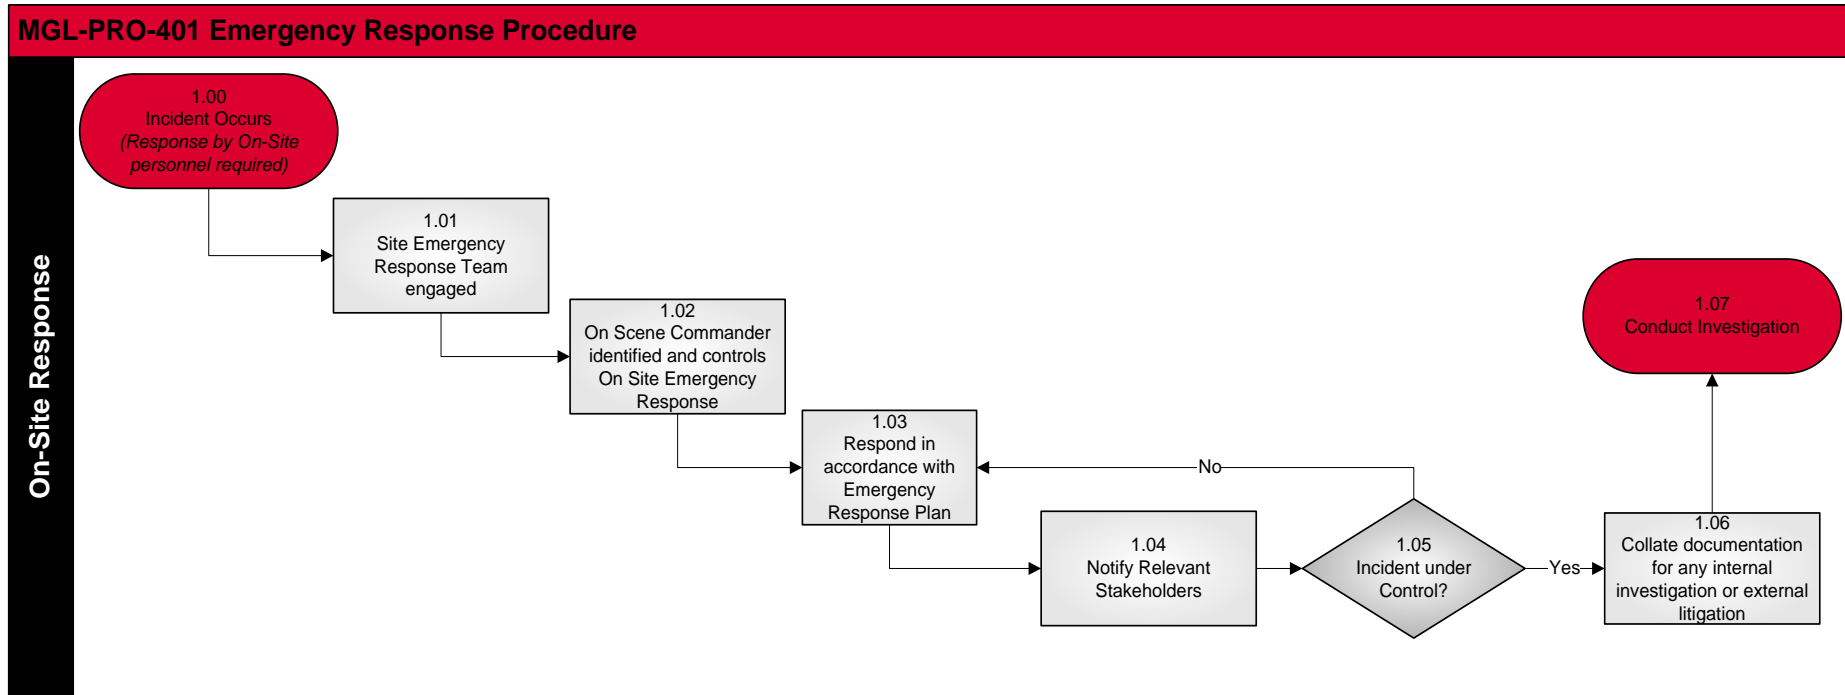 MGL-PRO-401 Emergency Response Procedure
On-Site Response
1.00
Incident Occurs
(Response by On-Site
personnel required)
1.01
Site Emergency
Response Team
engaged
1.02
On Scene Commander
identified and controls
On Site Emergency
Response
1.03
Respond in
accordance with
Emergency
Response Plan
1.04
Notify Relevant
Stakeholders
No
1.05
Incident under
Control?
Yes
1.06
Collate documentation
for any internal
investigation or external
litigation
1.07
Conduct Investigation